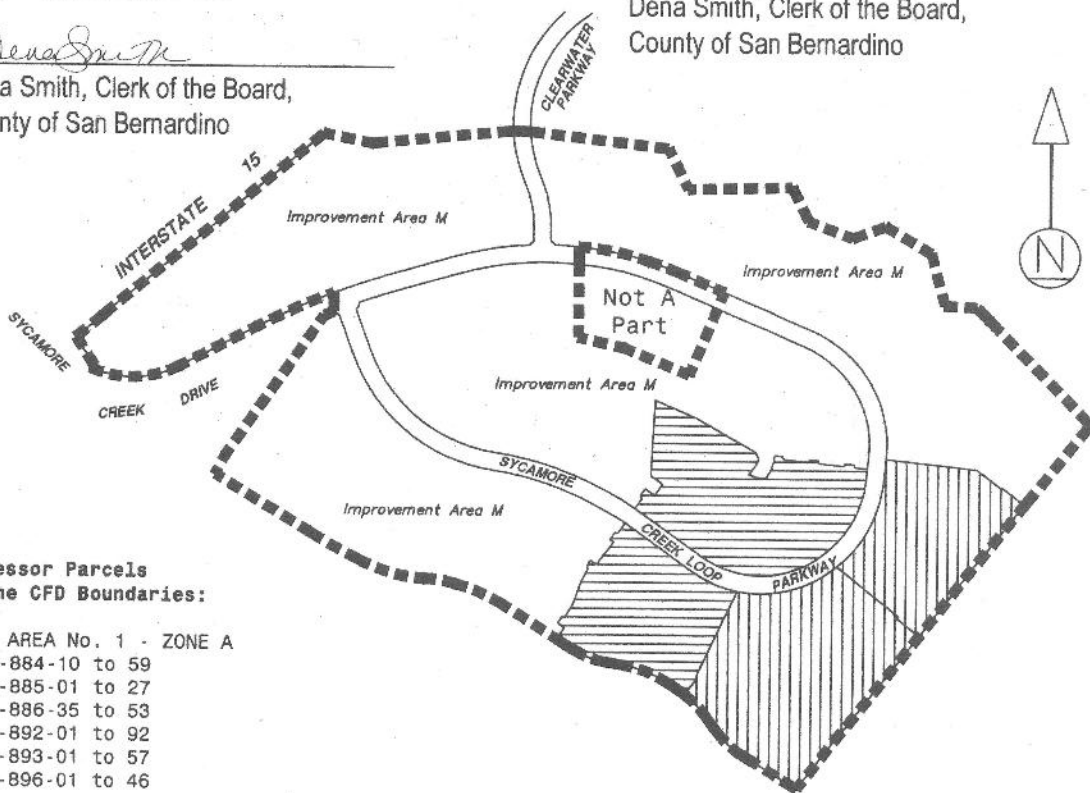 Dena Smith, Clerk of the Board,
County of San Bernardino
Dena Smith
a Smith, Clerk of the Board,
nty of San Bernardino
CLEARWATER
PARKWAY
INTERSTATE 15
Improvement Area M
Improvement Area M
N
Not A
Part
SYCAMORE
CREEK DRIVE
Improvement Area M
SYCAMORE
CREEK LOOP
PARKWAY
Improvement Area M
essor Parcels
he CFD Boundaries:
AREA No. 1 - ZONE A
-884-10 to 59
-885-01 to 27
-886-35 to 53
-892-01 to 92
-893-01 to 57
-896-01 to 46